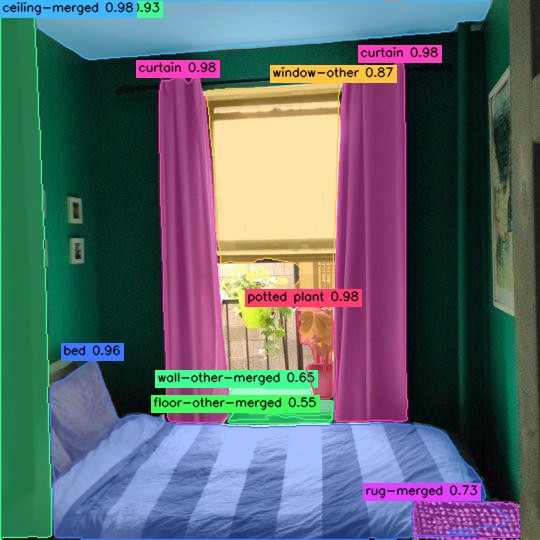 ceiling-merged 0.98
0.93
curtain 0.98
curtain 0.98
window-other 0.87
potted plant 0.98
bed 0.96
wall-other-merged 0.65
floor-other-merged 0.55
rug-merged 0.73